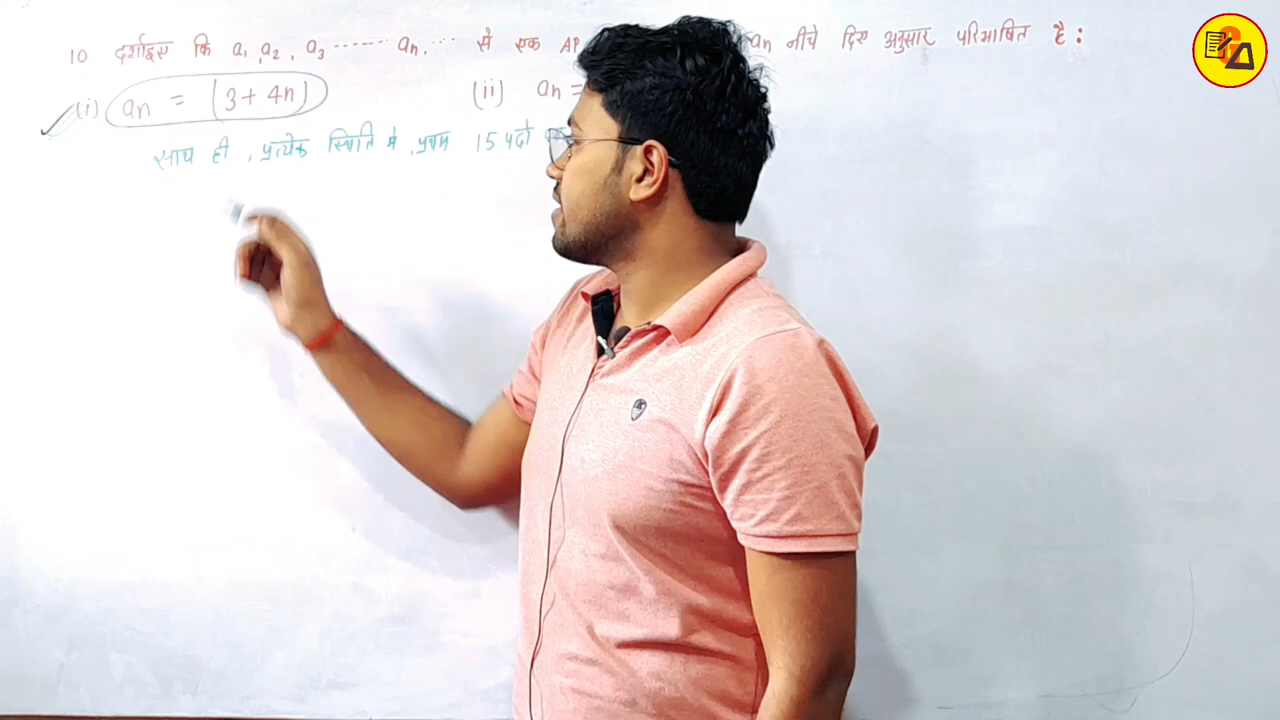 10 दर्शाइए कि a₁, a₂, a₃ ....... an, ... से एक AP an नीचे दिए अनुसार परिभाषित है :
(i) an = (3+4n) (ii) an =
साथ ही, प्रत्येक स्थिति मे, प्रथम 15 पदों